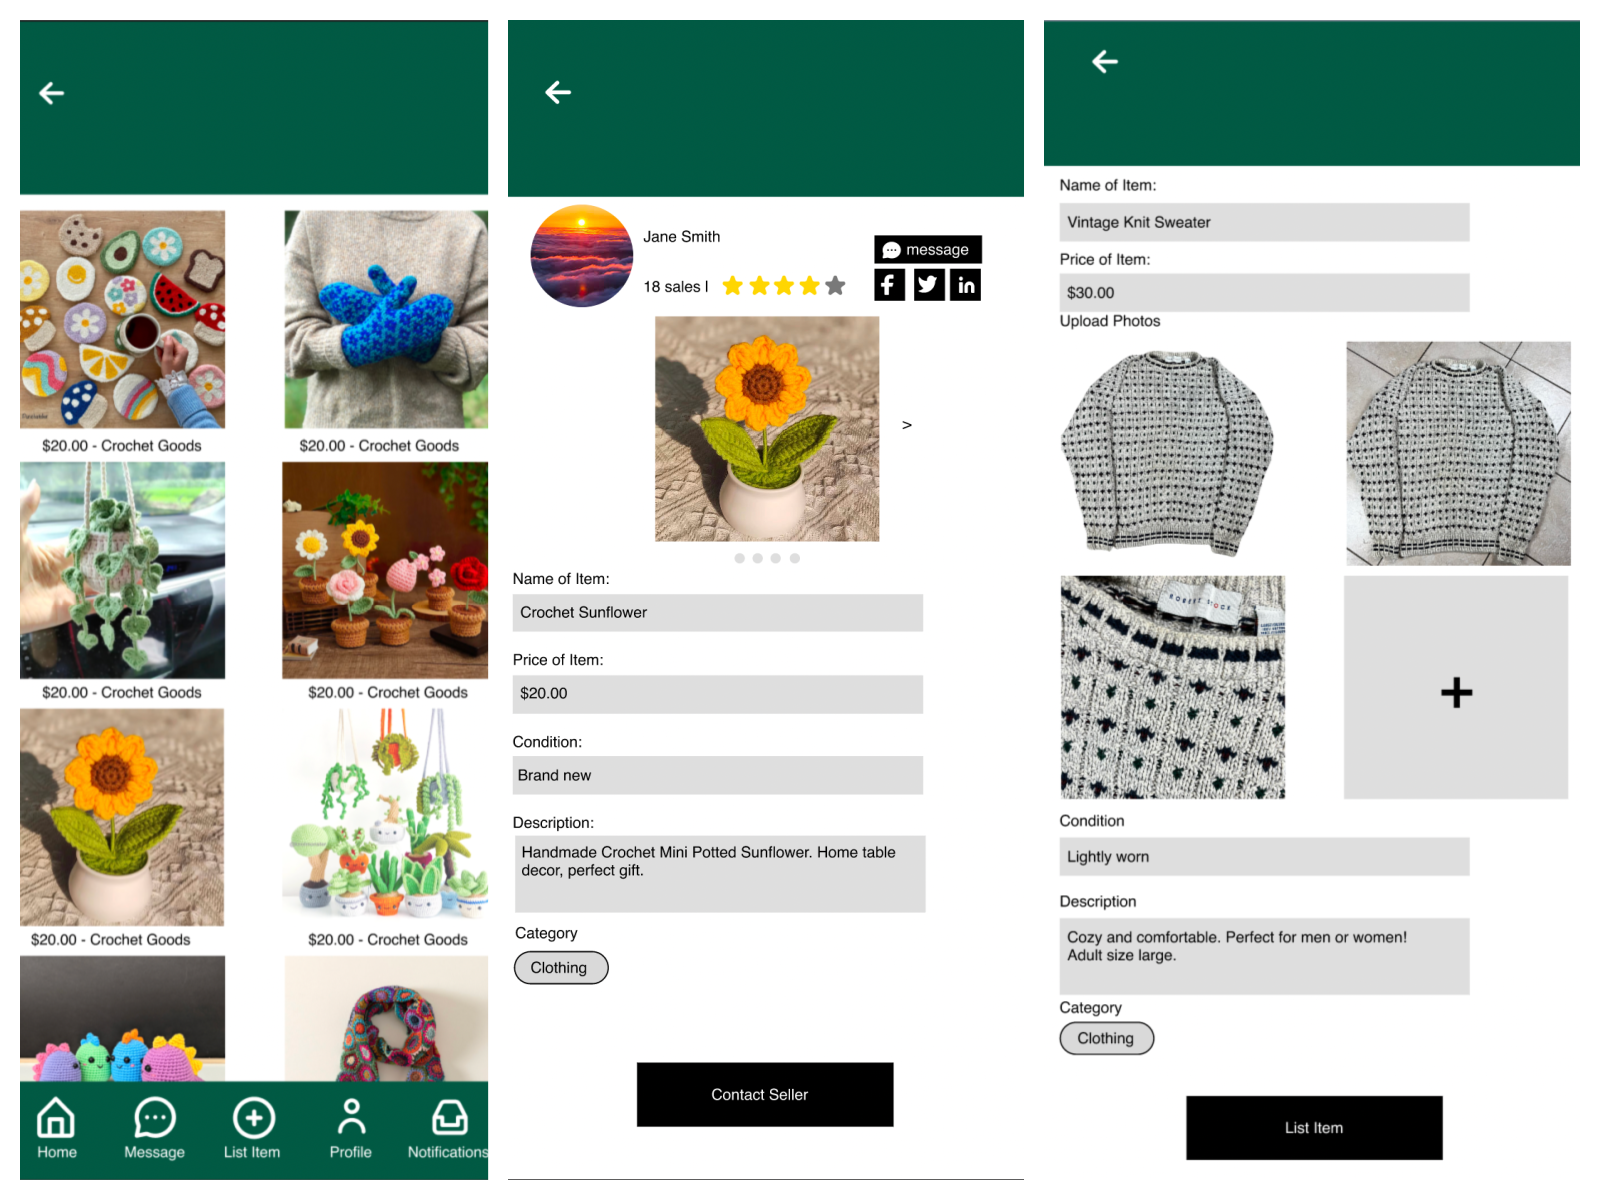 $20.00 - Crochet Goods
$20.00 - Crochet Goods
$20.00 - Crochet Goods
$20.00 - Crochet Goods
$20.00 - Crochet Goods
$20.00 - Crochet Goods
Home
Message
List Item
Profile
Notifications
Jane Smith
message
18 sales |
>
Name of Item:
Crochet Sunflower
Price of Item:
$20.00
Condition:
Brand new
Description:
Handmade Crochet Mini Potted Sunflower. Home table
decor, perfect gift.
Category
Clothing
Contact Seller
Name of Item:
Vintage Knit Sweater
Price of Item:
$30.00
Upload Photos
ROBERT STOCK
+
Condition
Lightly worn
Description
Cozy and comfortable. Perfect for men or women!
Adult size large.
Category
Clothing
List Item